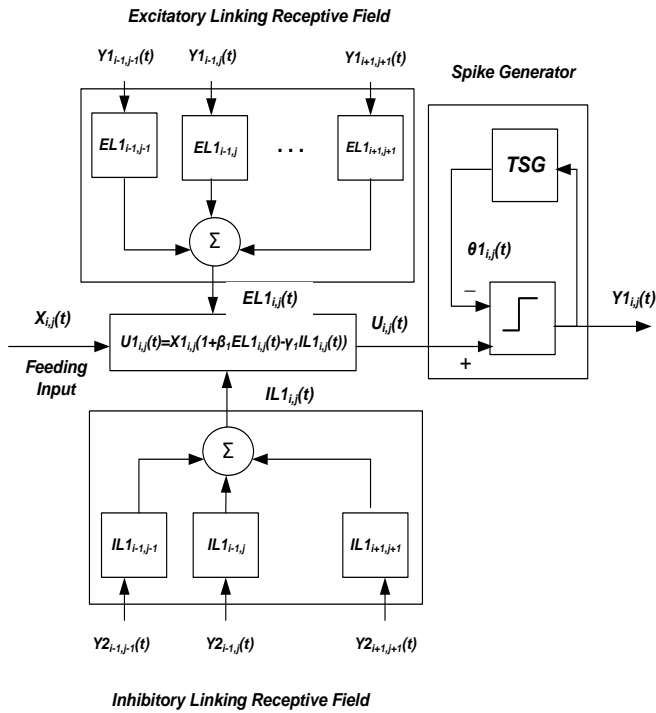 Excitatory Linking Receptive Field
Y1i-1,j-1(t) Y1i-1,j(t) Y1i+1,j+1(t)
Spike Generator
EL1i-1,j-1 EL1i-1,j . . . EL1i+1,j+1
TSG
Σ
θ1i,j(t)
EL1i,j(t)
−
Xi,j(t)
U1i,j(t)=X1i,j(1+β1EL1i,j(t)-γ1IL1i,j(t))
Ui,j(t)
Y1i,j(t)
Feeding
Input
+
IL1i,j(t)
Σ
IL1i-1,j-1 IL1i-1,j IL1i+1,j+1
Y2i-1,j-1(t) Y2i-1,j(t) Y2i+1,j+1(t)
Inhibitory Linking Receptive Field